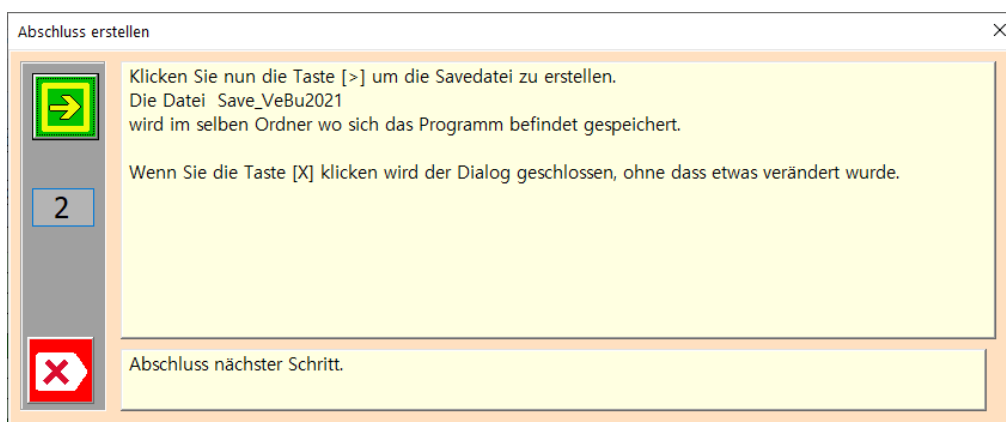 Abschluss erstellen
Klicken Sie nun die Taste [>] um die Savedatei zu erstellen.
Die Datei  Save_VeBu2021
wird im selben Ordner wo sich das Programm befindet gespeichert.
Wenn Sie die Taste [X] klicken wird der Dialog geschlossen, ohne dass etwas verändert wurde.
2
Abschluss nächster Schritt.